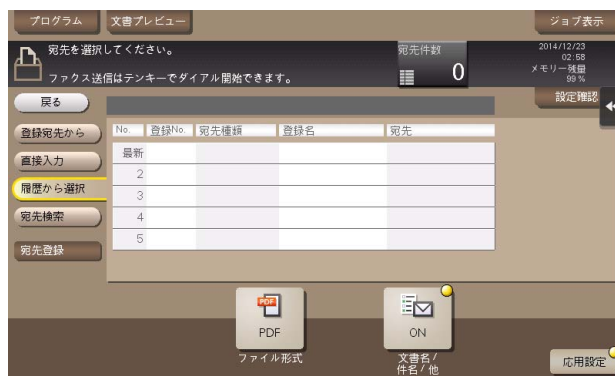 プログラム
文書プレビュー
ジョブ表示
宛先を選択してください。
ファクス送信はテンキーでダイアル開始できます。
宛先件数
0
2014/12/23
02:58
メモリー残量
99 %
戻る
設定確認
登録宛先から
直接入力
履歴から選択
宛先検索
宛先登録
No. 登録No. 宛先種類 登録名 宛先
最新
2
3
4
5
PDF
PDF
ファイル形式
ON
文書名/
件名/他
応用設定